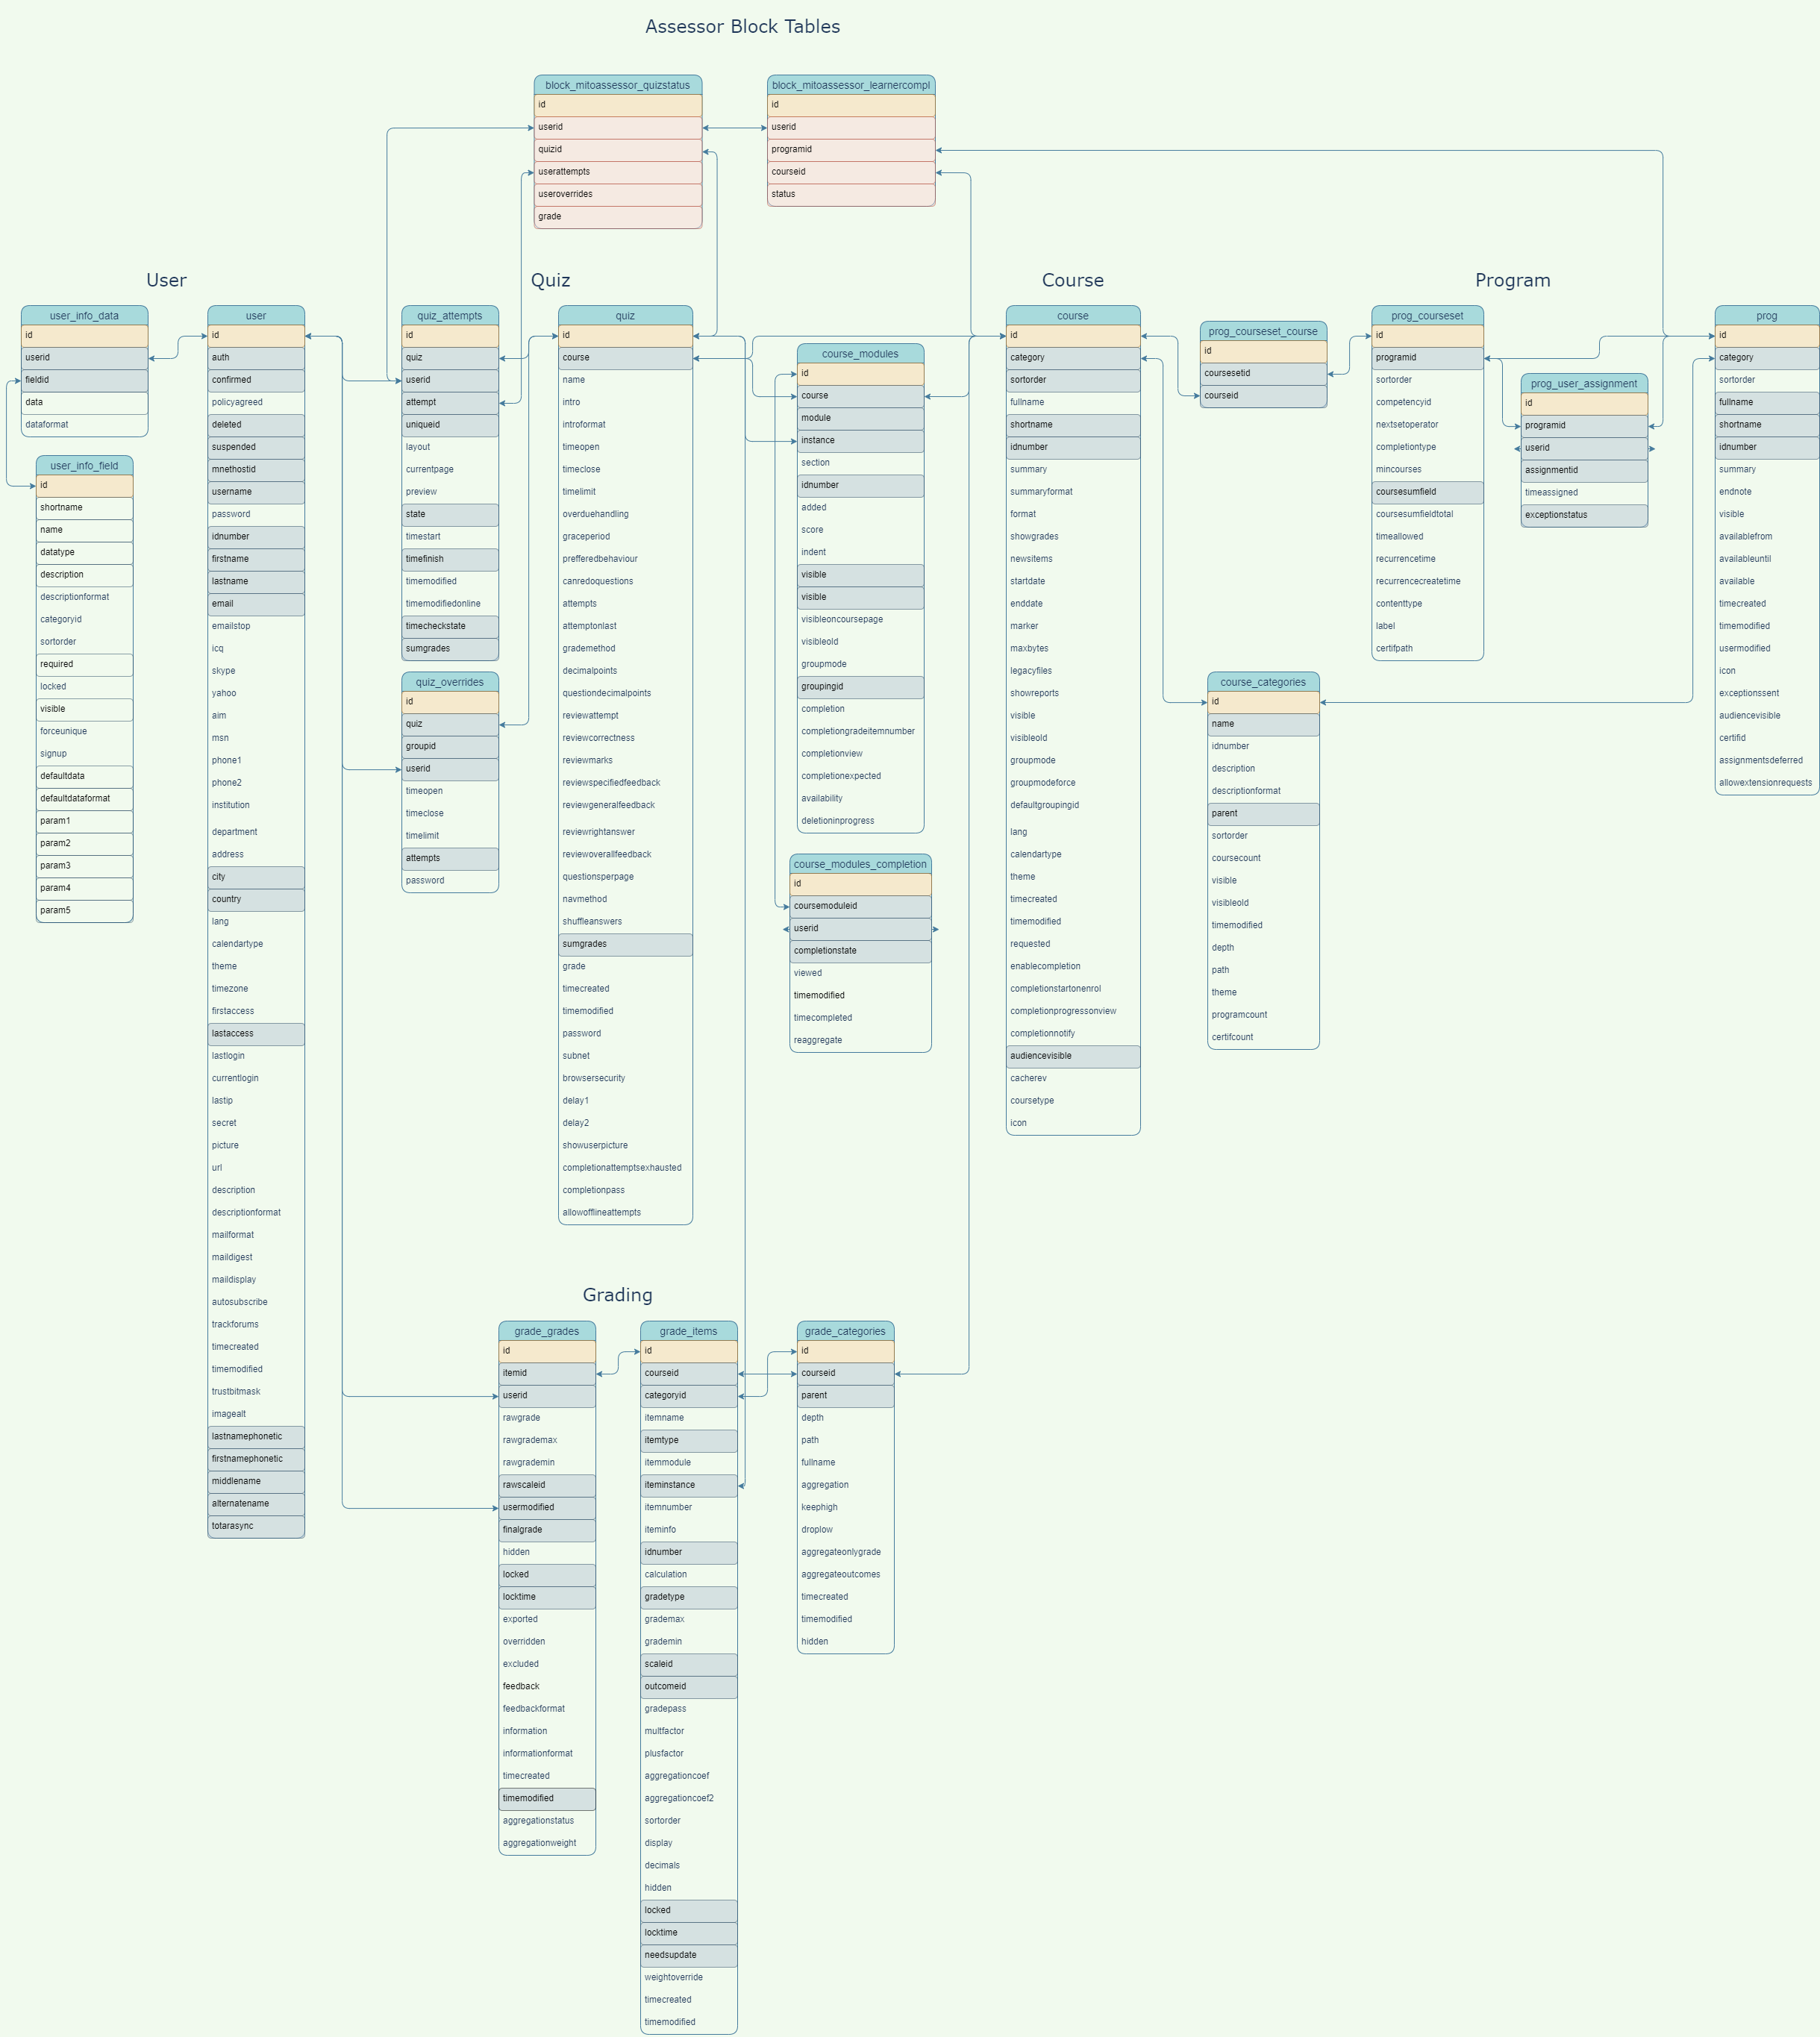 Assessor Block Tables
block_mitoassessor_quizstatus
id
userid
quizid
userattempts
useroverrides
grade
block_mitoassessor_learnercompl
id
userid
programid
courseid
status
User
user_info_data
id
userid
fieldid
data
dataformat
user_info_field
id
shortname
name
datatype
description
descriptionformat
categoryid
sortorder
required
locked
visible
forceunique
signup
defaultdata
defaultdataformat
param1
param2
param3
param4
param5
user
id
auth
confirmed
policyagreed
deleted
suspended
mnethostid
username
password
idnumber
firstname
lastname
email
emailstop
icq
skype
yahoo
aim
msn
phone1
phone2
institution
department
address
city
country
lang
calendartype
theme
timezone
firstaccess
lastaccess
lastlogin
currentlogin
lastip
secret
picture
url
description
descriptionformat
mailformat
maildigest
maildisplay
autosubscribe
trackforums
timecreated
timemodified
trustbitmask
imagealt
lastnamephonetic
firstnamephonetic
middlename
alternatename
totarasync
Quiz
quiz_attempts
id
quiz
userid
attempt
uniqueid
layout
currentpage
preview
state
timestart
timefinish
timemodified
timemodifiedonline
timecheckstate
sumgrades
quiz_overrides
id
quiz
groupid
userid
timeopen
timeclose
timelimit
attempts
password
quiz
id
course
name
intro
introformat
timeopen
timeclose
timelimit
overduehandling
graceperiod
prefferedbehaviour
canredoquestions
attempts
attemptonlast
grademethod
decimalpoints
questiondecimalpoints
reviewattempt
reviewcorrectness
reviewmarks
reviewspecifiedfeedback
reviewgeneralfeedback
reviewrightanswer
reviewoverallfeedback
questionsperpage
navmethod
shuffleanswers
sumgrades
grade
timecreated
timemodified
password
subnet
browsersecurity
delay1
delay2
showuserpicture
completionattemptsexhausted
completionpass
allowofflineattempts
course_modules
id
course
module
instance
section
idnumber
added
score
indent
visible
visible
visibleoncoursepage
visibleold
groupmode
groupingid
completion
completiongradeitemnumber
completionview
completionexpected
availability
deletioninprogress
course_modules_completion
id
coursemoduleid
userid
completionstate
viewed
timemodified
timecompleted
reaggregate
Course
course
id
category
sortorder
fullname
shortname
idnumber
summary
summaryformat
format
showgrades
newsitems
startdate
enddate
marker
maxbytes
legacyfiles
showreports
visible
visibleold
groupmode
groupmodeforce
defaultgroupingid
lang
calendartype
theme
timecreated
timemodified
requested
enablecompletion
completionstartonenrol
completionprogressonview
completionnotify
audiencevisible
cacherev
coursetype
icon
prog_courseset_course
id
coursesetid
courseid
course_categories
id
name
idnumber
description
descriptionformat
parent
sortorder
coursecount
visible
visibleold
timemodified
depth
path
theme
programcount
certifcount
Program
prog_courseset
id
programid
sortorder
competencyid
nextsetoperator
completiontype
mincourses
coursesumfield
coursesumfieldtotal
timeallowed
recurrencetime
recurrencecreatetime
contenttype
label
certifpath
prog_user_assignment
id
programid
userid
assignmentid
timeassigned
exceptionstatus
prog
id
category
sortorder
fullname
shortname
idnumber
summary
endnote
visible
availablefrom
availableuntil
available
timecreated
timemodified
usermodified
icon
exceptionssent
audiencevisible
certifid
assignmentsdeferred
allowextensionrequests
Grading
grade_grades
id
itemid
userid
rawgrade
rawgrademax
rawgrademin
rawscaleid
usermodified
finalgrade
hidden
locked
locktime
exported
overridden
excluded
feedback
feedbackformat
information
informationformat
timecreated
timemodified
aggregationstatus
aggregationweight
grade_items
id
courseid
categoryid
itemname
itemtype
itemmodule
iteminstance
itemnumber
iteminfo
idnumber
calculation
gradetype
grademax
grademin
scaleid
outcomeid
gradepass
multfactor
plusfactor
aggregationcoef
aggregationcoef2
sortorder
display
decimals
hidden
locked
locktime
needsupdate
weightoverride
timecreated
timemodified
grade_categories
id
courseid
parent
depth
path
fullname
aggregation
keephigh
droplow
aggregateonlygrade
aggregateoutcomes
timecreated
timemodified
hidden